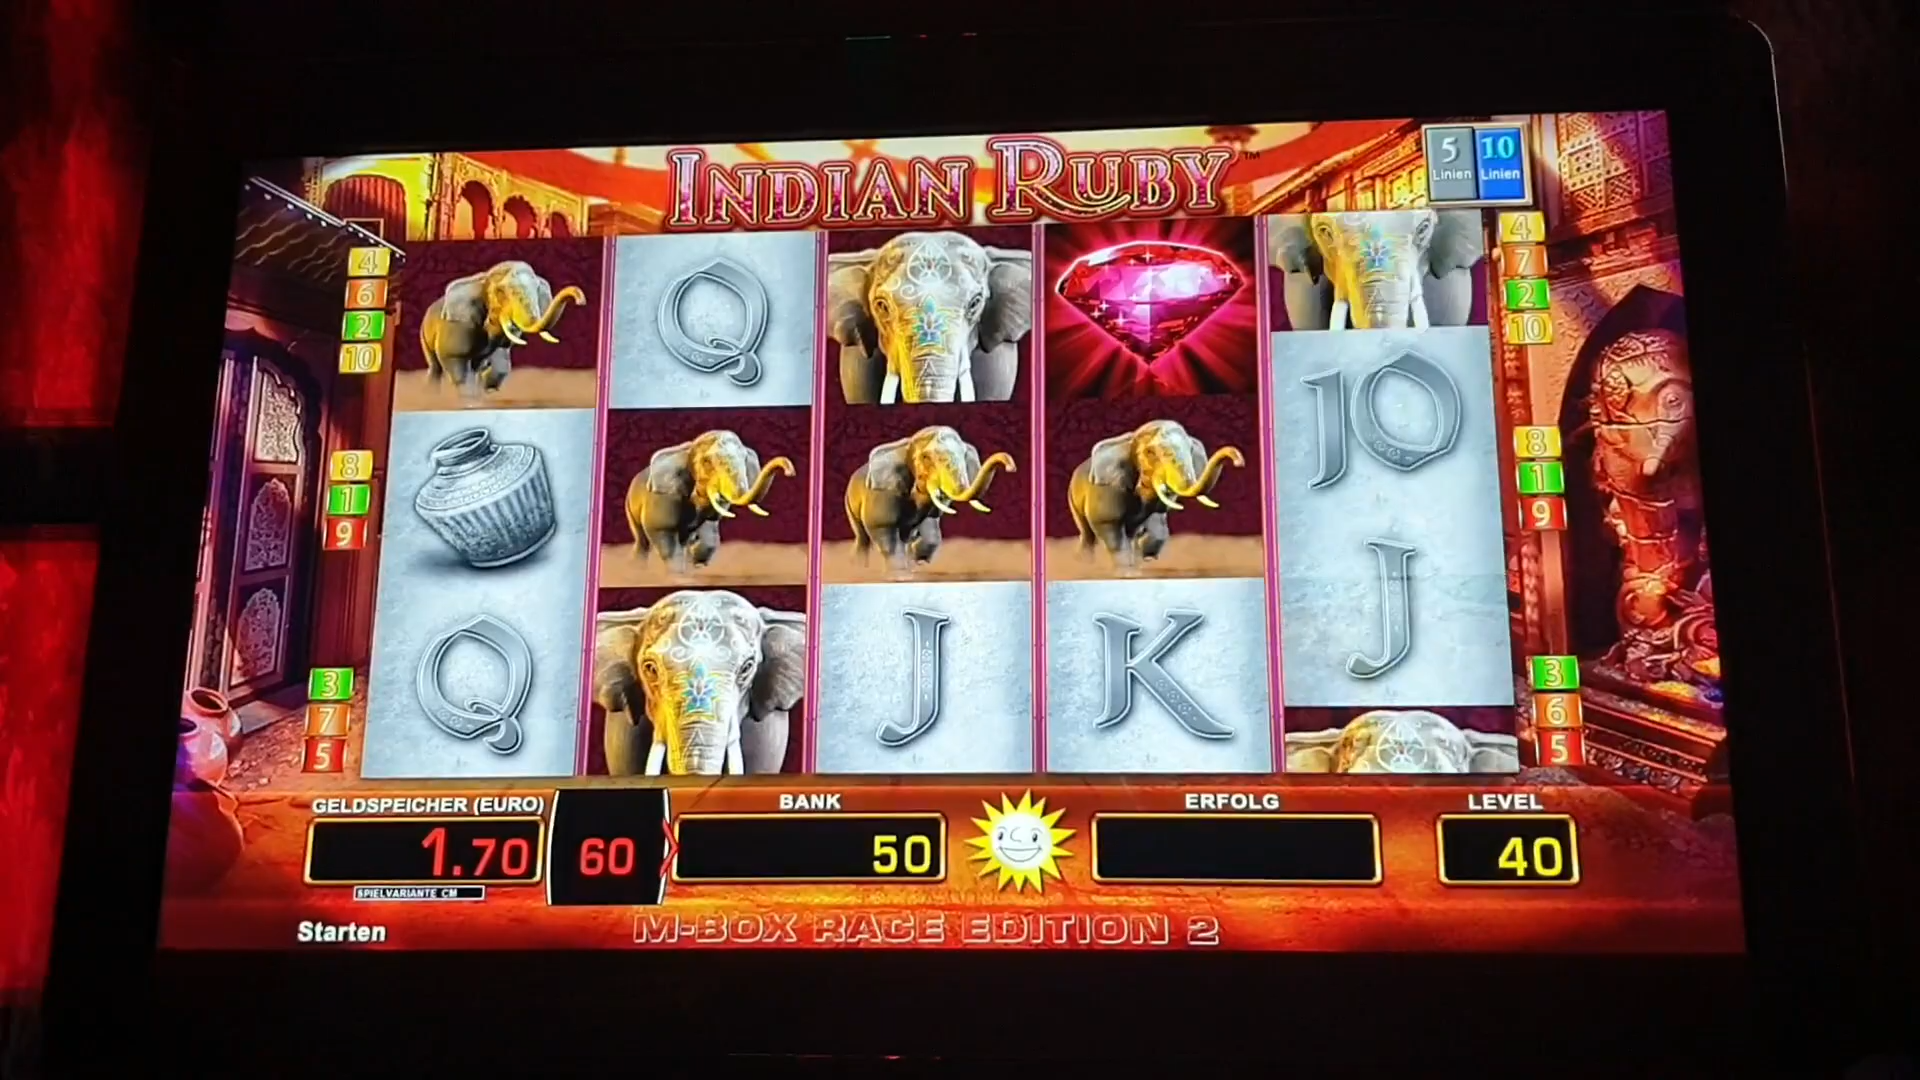 INDIAN RUBY™
5 10
Linien Linien
4 4
6 7
2 2
10 10
Q
JO
8 8
1 1
9 9
J
Q J K
3 3
7 6
5 5
GELDSPEICHER (EURO) BANK ERFOLG LEVEL
1.70 60 50 40
SPIELVARIANTE CM
Starten M-BOX RACE EDITION 2